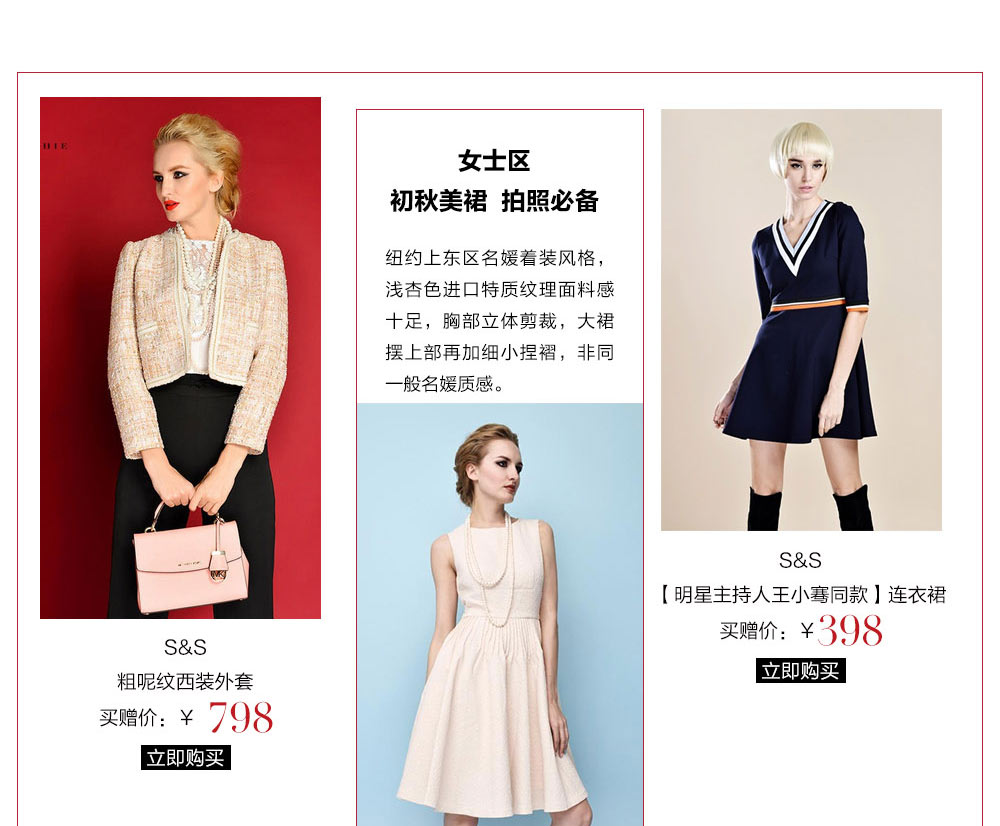 HIE
S&S
粗呢纹西装外套
买赠价：￥ 798
立即购买
女士区
初秋美裙 拍照必备
纽约上东区名媛着装风格，
浅杏色进口特质纹理面料感
十足，胸部立体剪裁，大裙
摆上部再加细小捏褶，非同
一般名媛质感。
S&S
【明星主持人王小骞同款】连衣裙
买赠价：￥398
立即购买